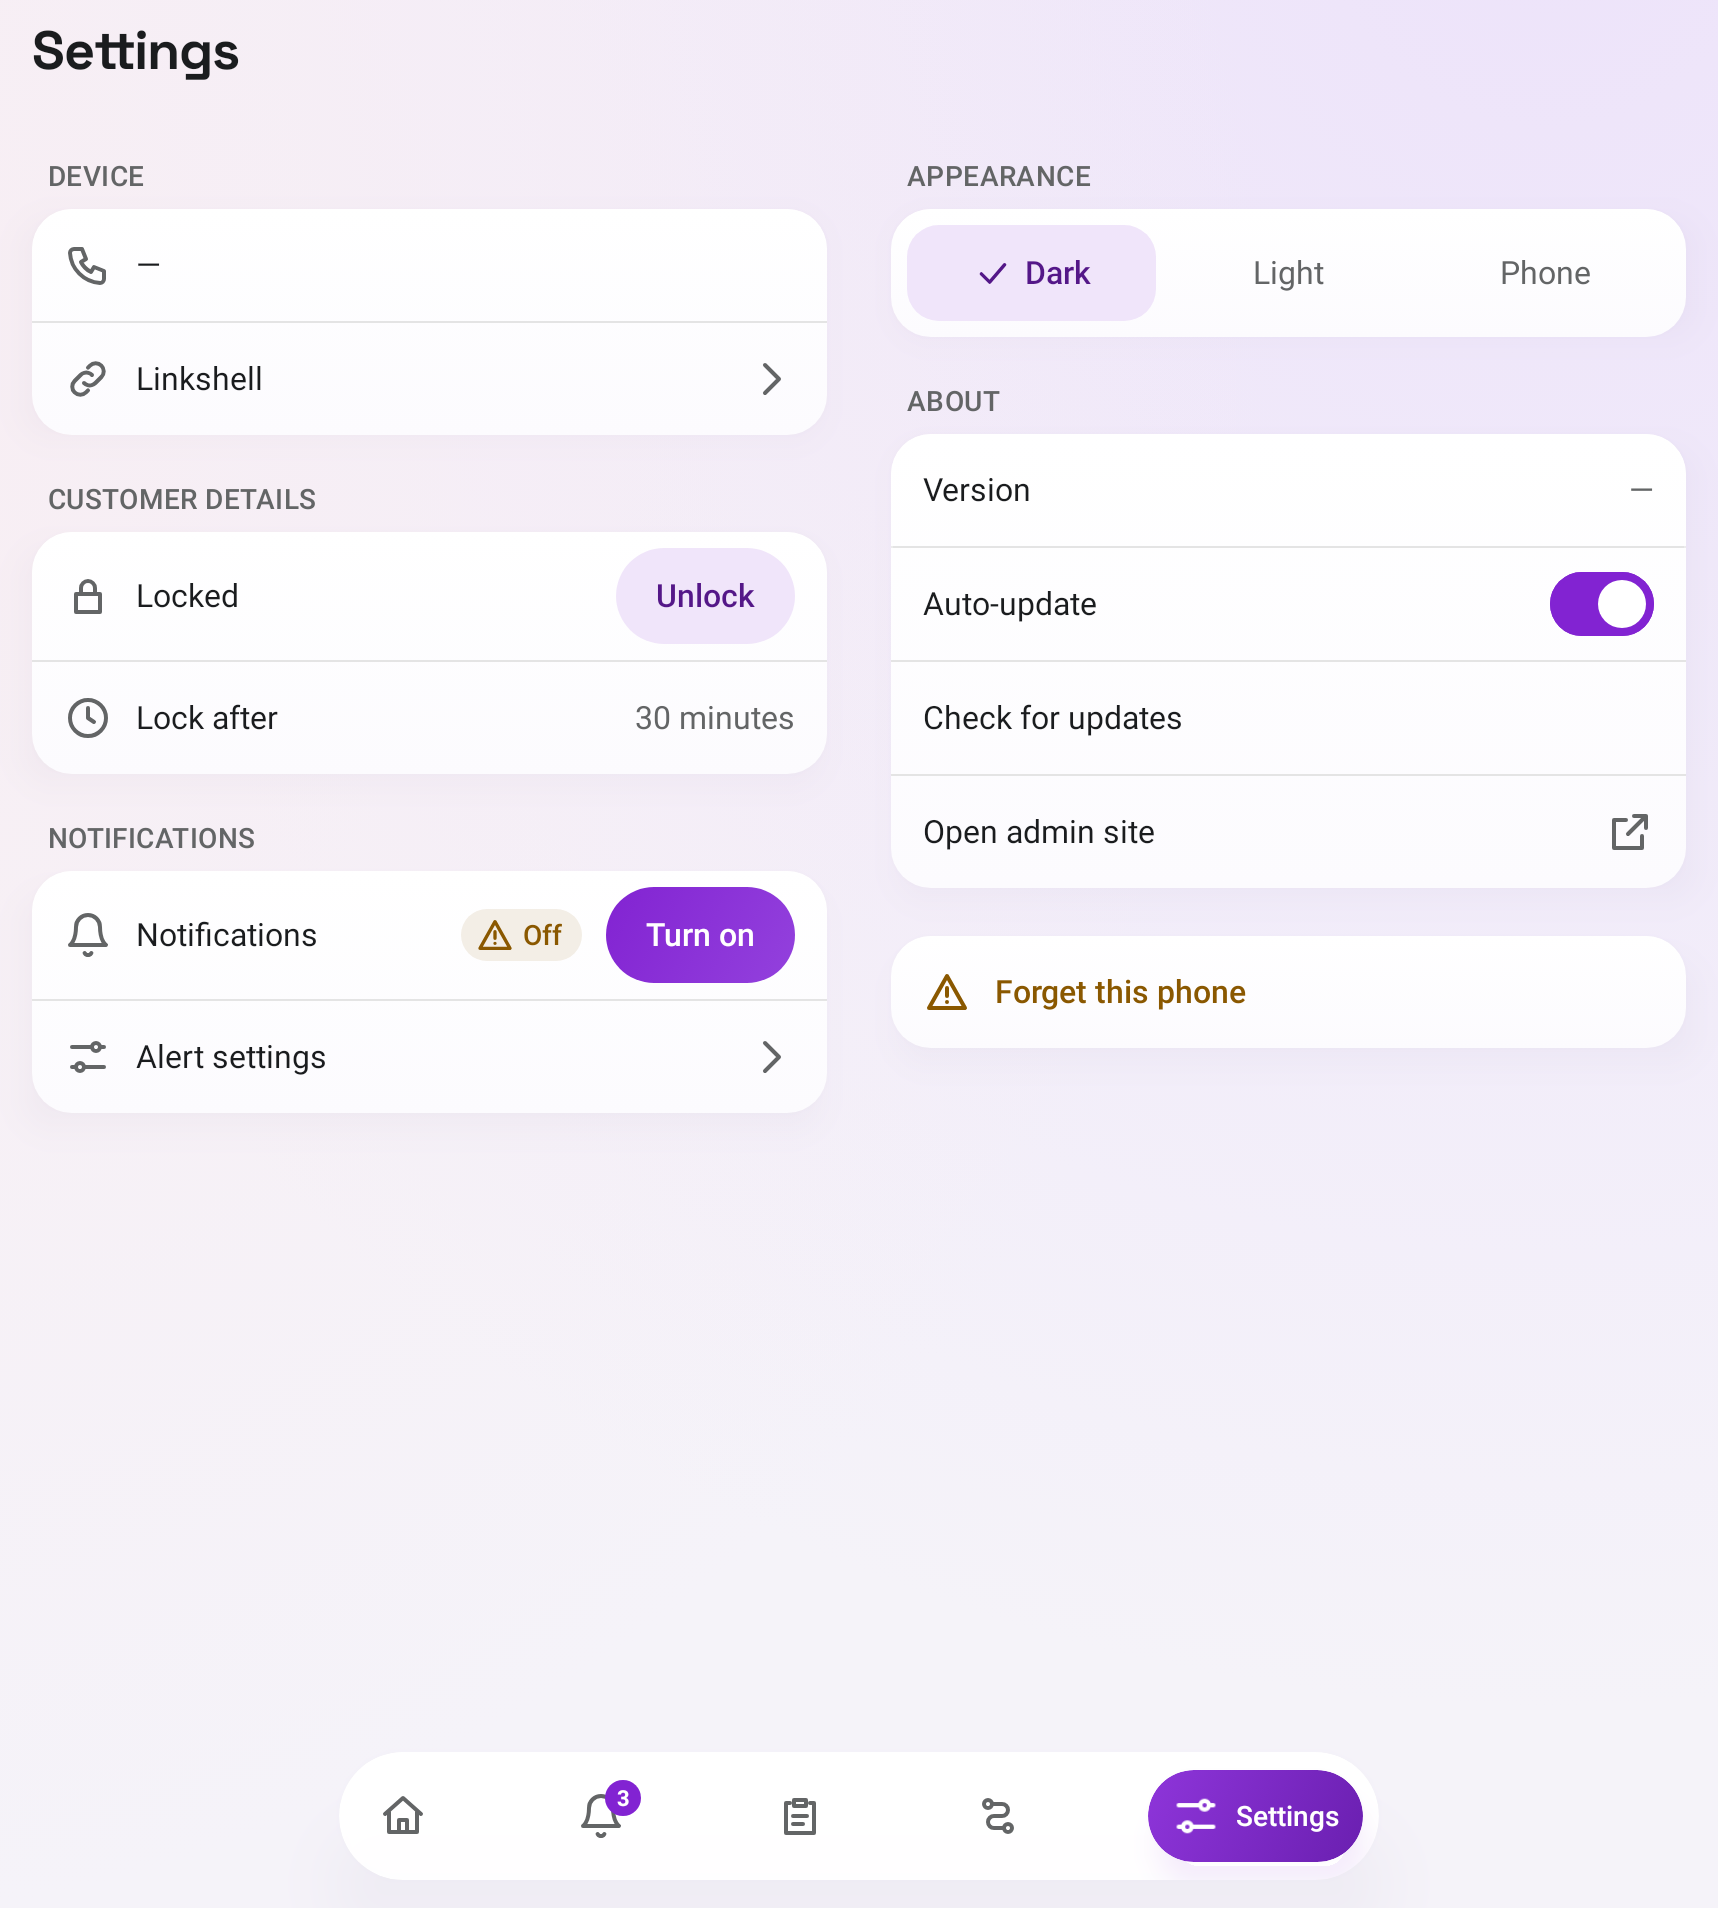 Settings
DEVICE
–
Linkshell
CUSTOMER DETAILS
Locked
Unlock
Lock after
30 minutes
NOTIFICATIONS
Notifications
Off
Turn on
Alert settings
APPEARANCE
Dark
Light
Phone
ABOUT
Version
–
Auto-update
Check for updates
Open admin site
Forget this phone
3
Settings